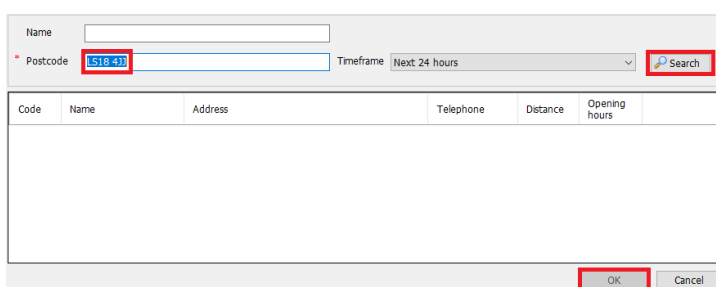 Name
* Postcode LS18 4JJ Timeframe Next 24 hours Search
Code Name Address Telephone Distance Opening hours
OK Cancel